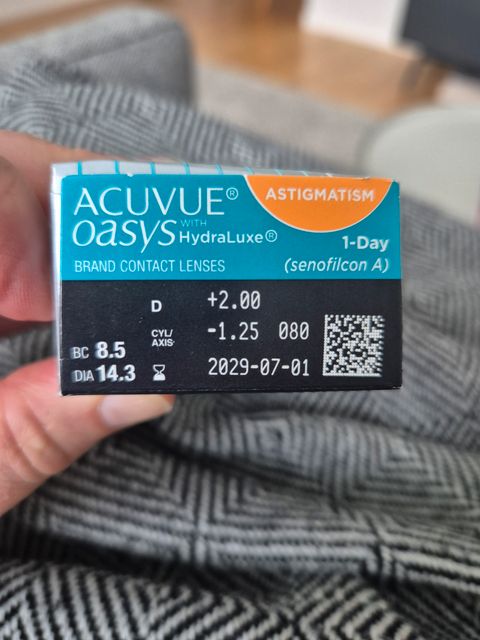 ACUVUE®
ASTIGMATISM
oasys WITH HydraLuxe®
1-Day
BRAND CONTACT LENSES
(senofilcon A)
D +2.00
CYL/ AXIS -1.25 080
BC 8.5
DIA 14.3 2029-07-01